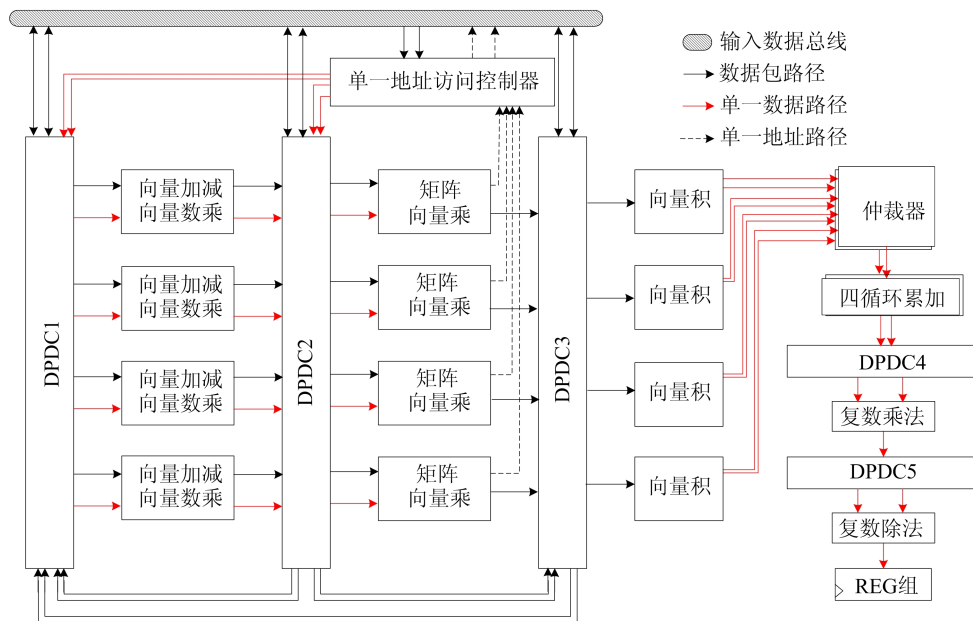 输入数据总线
数据包路径
单一数据路径
单一地址路径
单一地址访问控制器
DPDC1
向量加减
向量数乘
向量加减
向量数乘
向量加减
向量数乘
向量加减
向量数乘
DPDC2
矩阵
向量乘
矩阵
向量乘
矩阵
向量乘
矩阵
向量乘
DPDC3
向量积
向量积
向量积
向量积
仲裁器
四循环累加
DPDC4
复数乘法
DPDC5
复数除法
REG组